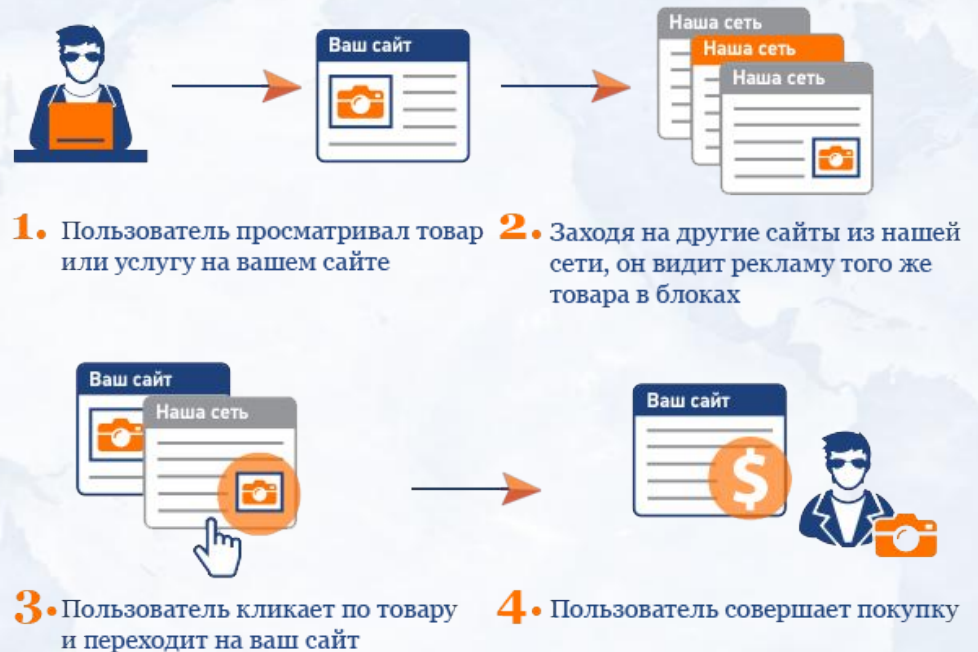 Ваш сайт
Наша сеть
Наша сеть
Наша сеть
1. Пользователь просматривал товар
или услугу на вашем сайте
2. Заходя на другие сайты из нашей
сети, он видит рекламу того же
товара в блоках
Ваш сайт
Наша сеть
Ваш сайт
$
3. Пользователь кликает по товару
и переходит на ваш сайт
4. Пользователь совершает покупку